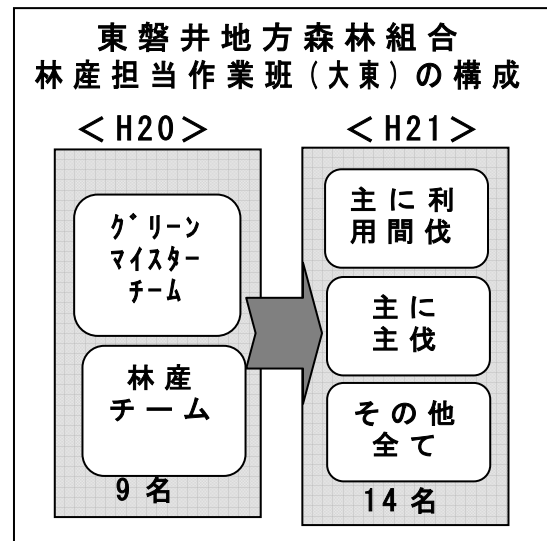 東磐井地方森林組合
林産担当作業班(大東)の構成
＜H20＞
ｸﾞﾘｰﾝ
ﾏｲｽﾀｰ
ﾁｰﾑ
林産
チーム
9名
＜H21＞
主に利
用間伐
主に
主伐
その他
全て
14名